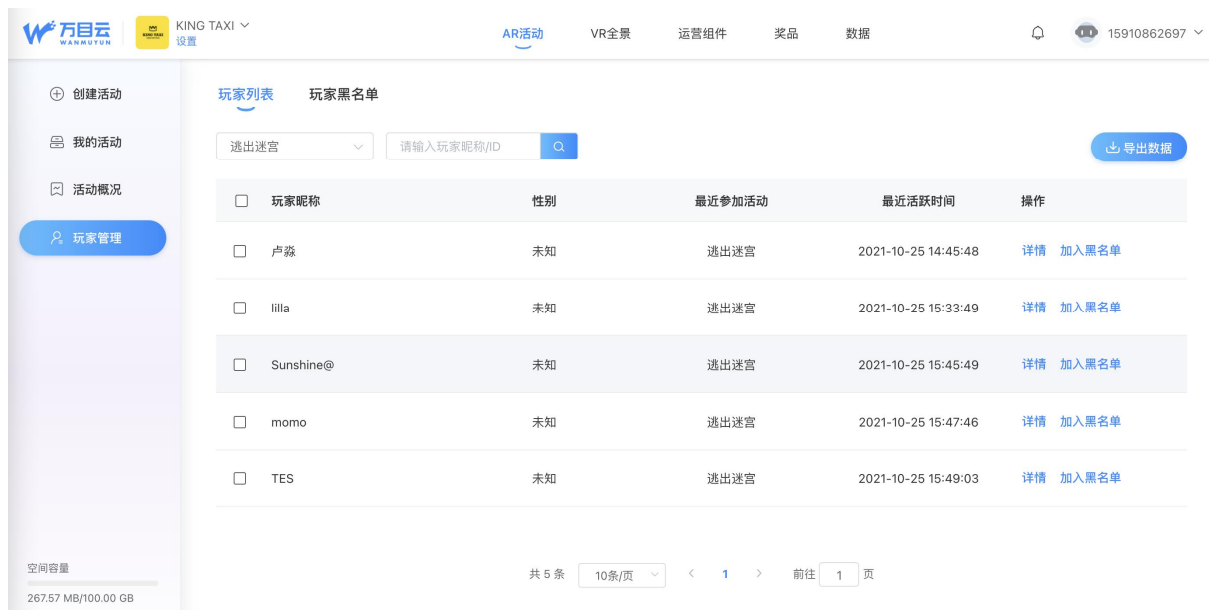 万目云
WANMUYUN
KING TAXI
设置
AR活动 VR全景 运营组件 奖品 数据
15910862697
创建活动
我的活动
活动概况
玩家管理
玩家列表 玩家黑名单
逃出迷宫 请输入玩家昵称/ID 导出数据
玩家昵称 性别 最近参加活动 最近活跃时间 操作
卢淼 未知 逃出迷宫 2021-10-25 14:45:48 详情 加入黑名单
lilla 未知 逃出迷宫 2021-10-25 15:33:49 详情 加入黑名单
Sunshine@ 未知 逃出迷宫 2021-10-25 15:45:49 详情 加入黑名单
momo 未知 逃出迷宫 2021-10-25 15:47:46 详情 加入黑名单
TES 未知 逃出迷宫 2021-10-25 15:49:03 详情 加入黑名单
共 5 条 10条/页 1 前往 1 页
空间容量
267.57 MB/100.00 GB